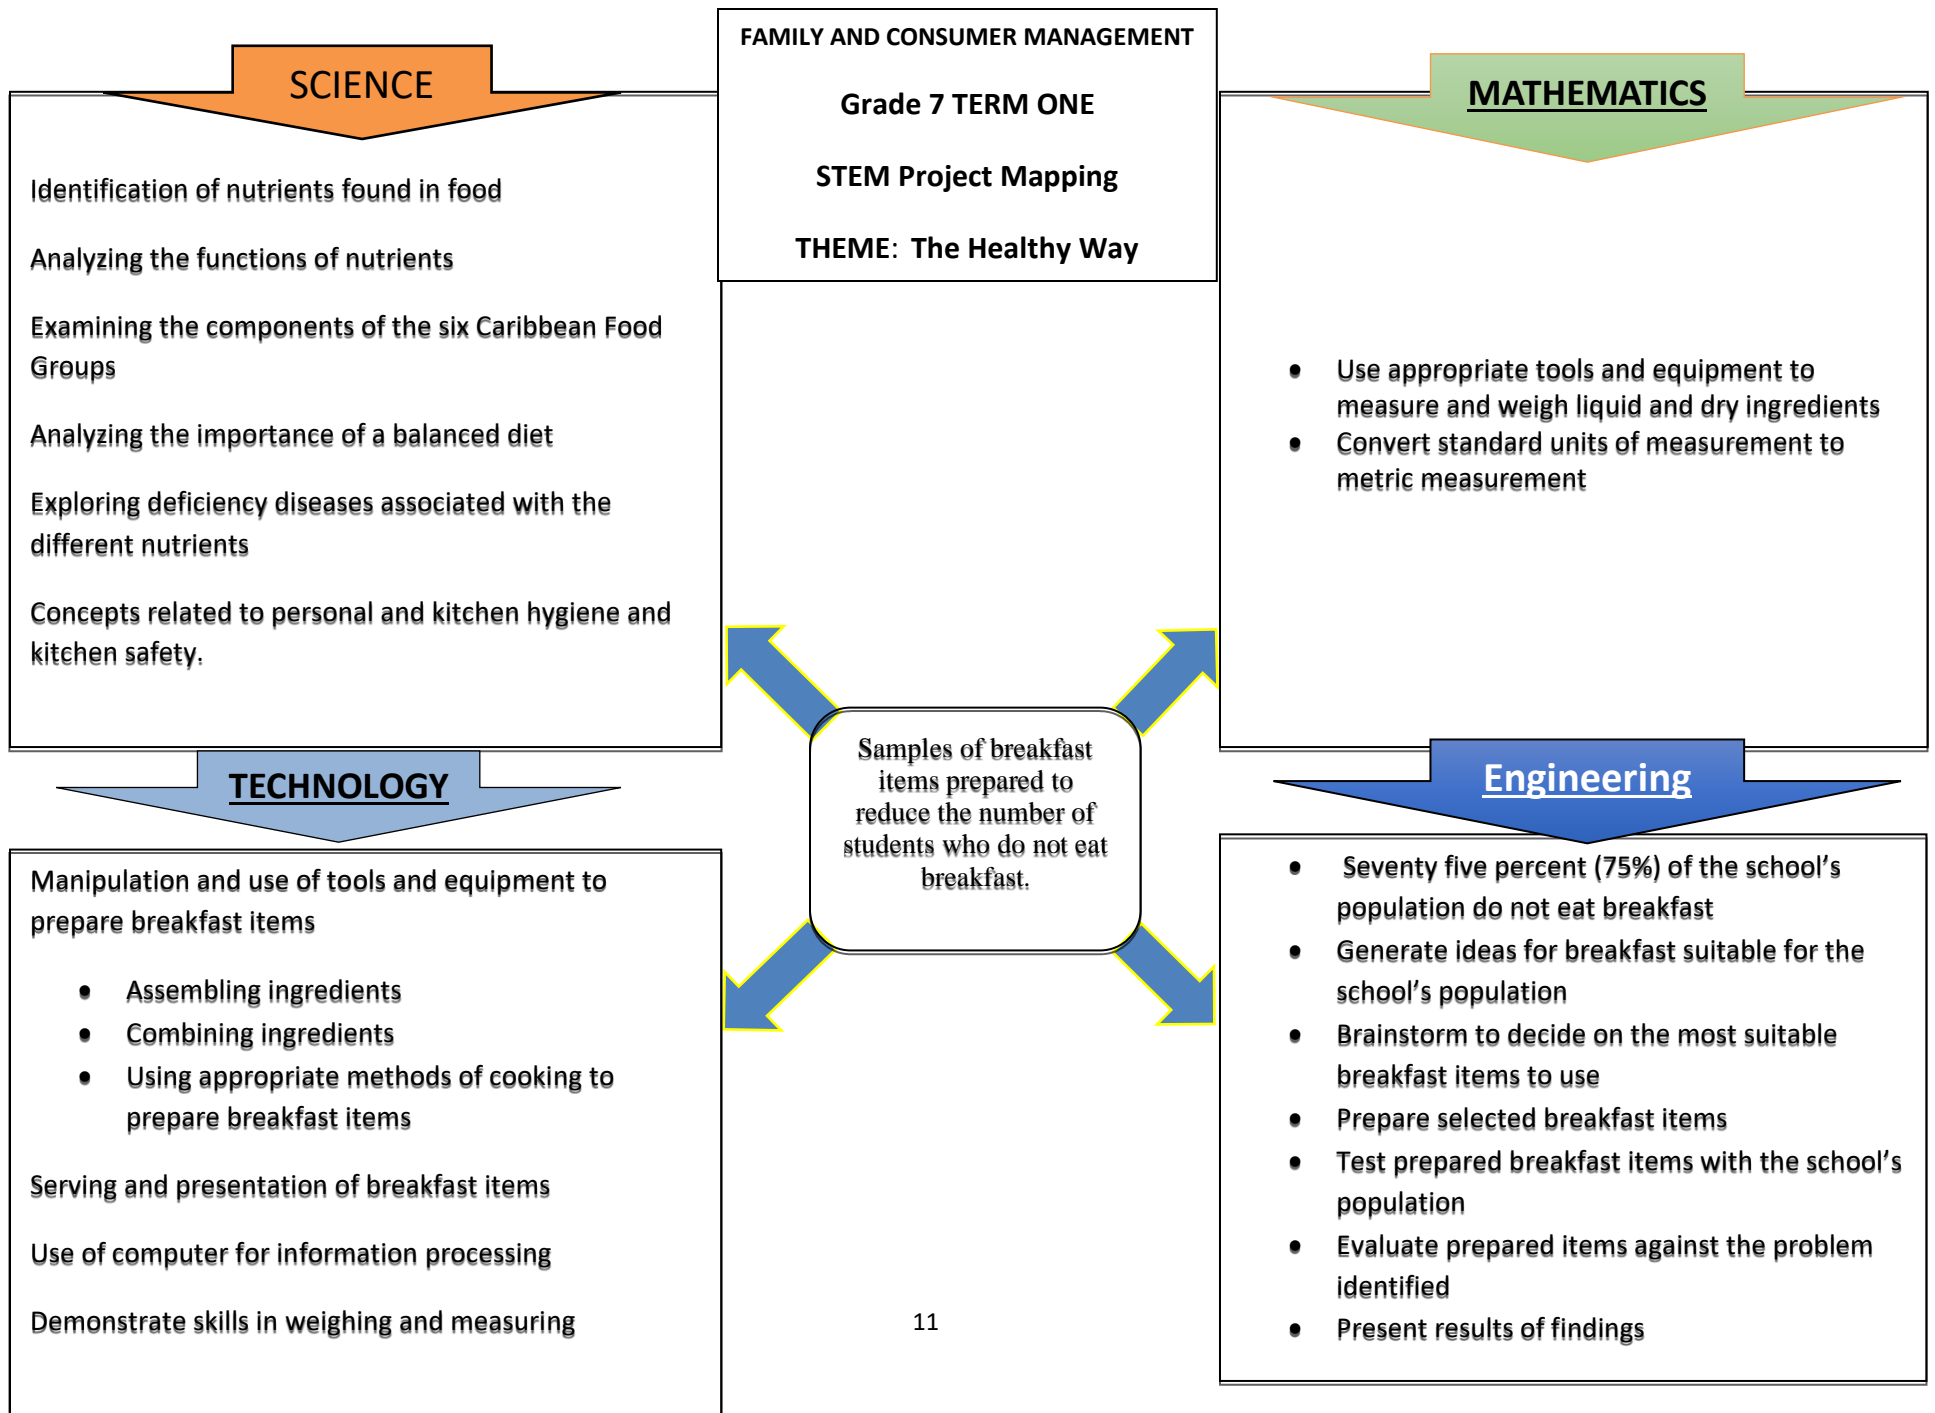 FAMILY AND CONSUMER MANAGEMENT
Grade 7 TERM ONE
STEM Project Mapping
THEME: The Healthy Way
SCIENCE
Identification of nutrients found in food
Analyzing the functions of nutrients
Examining the components of the six Caribbean Food
Groups
Analyzing the importance of a balanced diet
Exploring deficiency diseases associated with the
different nutrients
Concepts related to personal and kitchen hygiene and
kitchen safety.
MATHEMATICS
• Use appropriate tools and equipment to
measure and weigh liquid and dry ingredients
• Convert standard units of measurement to
metric measurement
Samples of breakfast
items prepared to
reduce the number of
students who do not eat
breakfast.
TECHNOLOGY
Manipulation and use of tools and equipment to
prepare breakfast items
• Assembling ingredients
• Combining ingredients
• Using appropriate methods of cooking to
prepare breakfast items
Serving and presentation of breakfast items
Use of computer for information processing
Demonstrate skills in weighing and measuring
Engineering
• Seventy five percent (75%) of the school's
population do not eat breakfast
• Generate ideas for breakfast suitable for the
school's population
• Brainstorm to decide on the most suitable
breakfast items to use
• Prepare selected breakfast items
• Test prepared breakfast items with the school's
population
• Evaluate prepared items against the problem
identified
• Present results of findings
11